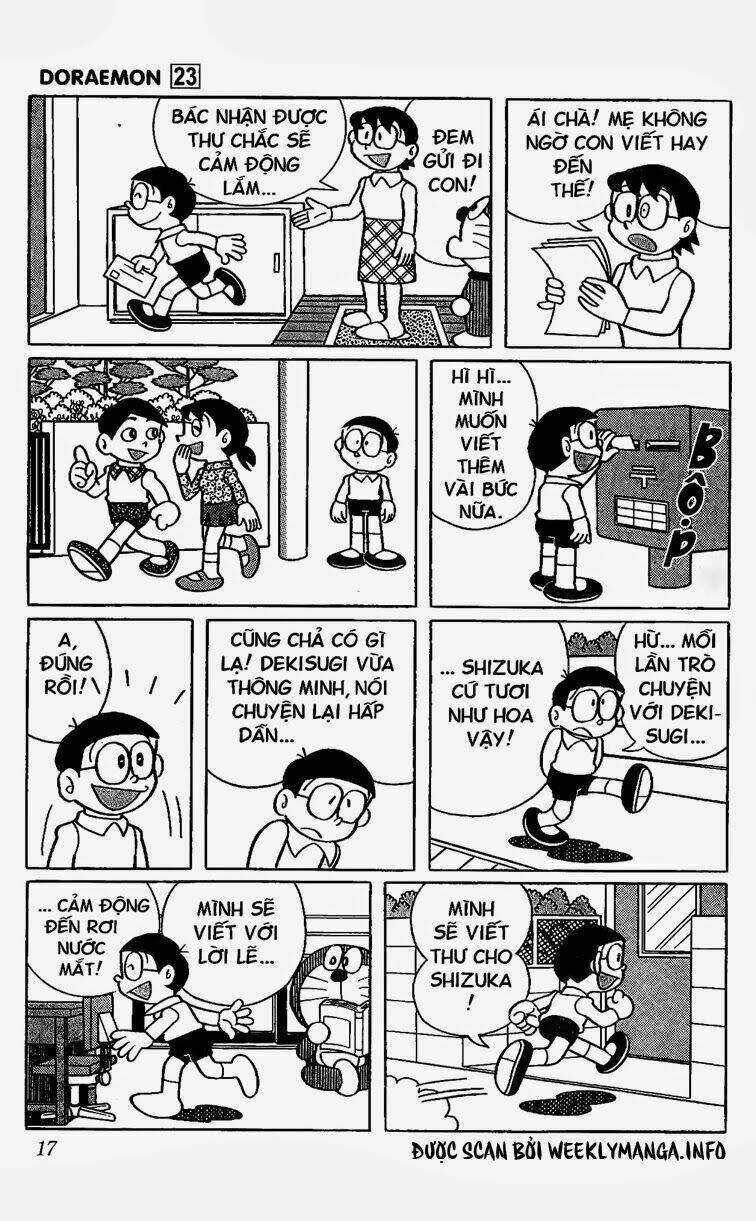 DORAEMON 23
ÁI CHÀ! MẸ KHÔNG
NGỜ CON VIẾT HAY
ĐẾN
THẾ!
ĐEM
GỬI ĐI
CON!
BÁC NHẬN ĐƯỢC
THƯ CHẮC SẼ
CẢM ĐỘNG
LẮM...
HÌ HÌ...
MÌNH
MUỐN
VIẾT
THÊM
VÀI BỨC
NỮA.
BỘP
HỪ... MỖI
LẦN TRÒ
CHUYỆN
VỚI DEKI-
SUGI...
... SHIZUKA
CỨ TƯƠI
NHƯ HOA
VẬY!
CŨNG CHẢ CÓ GÌ
LẠ! DEKISUGI VỪA
THÔNG MINH, NÓI
CHUYỆN LẠI HẤP
DẪN...
A,
ĐÚNG
RỒI!
MÌNH
SẼ VIẾT
THƯ CHO
SHIZUKA
!
MÌNH SẼ
VIẾT VỚI
LỜI LẼ...
... CẢM ĐỘNG
ĐẾN RƠI
NƯỚC
MẮT!
17
ĐƯỢC SCAN BỞI WEEKLYMANGA.INFO